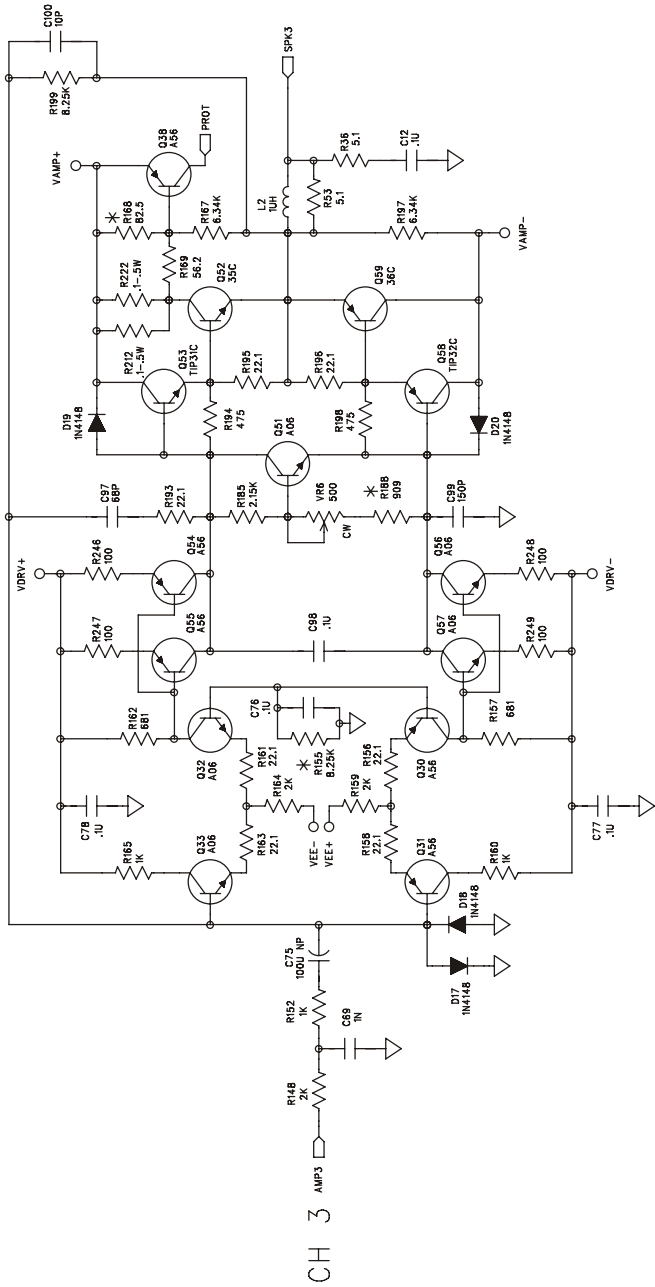 CH 3
AMP3
R148
2K
C69
1N
R152
1K
C75
100U NP
D17
1N4148
D18
1N4148
C78
.1U
R165
1K
Q33
A06
R163
22.1
VEE-
VEE+
R158
22.1
Q31
A56
R160
1K
C77
.1U
R162
681
Q32
A06
R161
22.1
R164
2K
C76
.1U
*
R155
8.25K
R159
2K
R156
22.1
Q30
A56
R157
681
VDRV+
R247
100
R246
100
Q55
A56
Q54
A56
C98
.1U
Q57
A06
Q56
A06
R249
100
R248
100
VDRV-
C97
68P
R193
22.1
R185
2.15K
VR6
500
CW
*
R188
909
C99
150P
D19
1N4148
R194
475
Q51
A06
R198
475
D20
1N4148
R212
.1-.5W
R222
.1-.5W
Q53
TIP31C
R195
22.1
R196
22.1
Q58
TIP32C
VAMP+
*
R168
82.5
R169
56.2
R167
6.34K
Q52
35C
Q59
36C
Q38
A56
PROT
L2
1UH
R53
5.1
R197
6.34K
VAMP-
R36
5.1
C12
.1U
SPK3
C100
10P
R199
8.25K